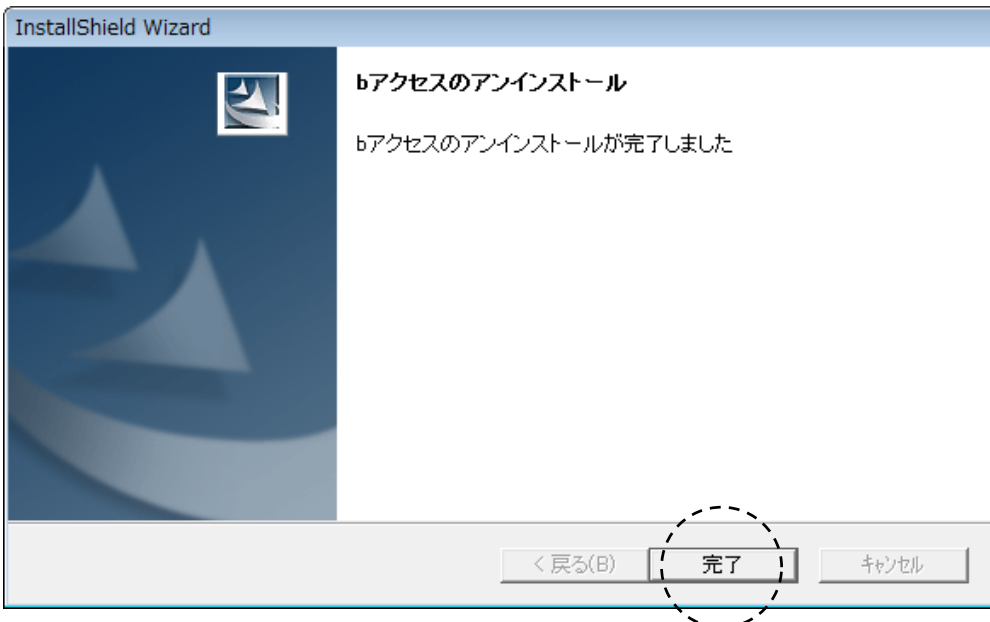 InstallShield Wizard
bアクセスのアンインストール
bアクセスのアンインストールが完了しました
< 戻る(B)
完了
キャンセル